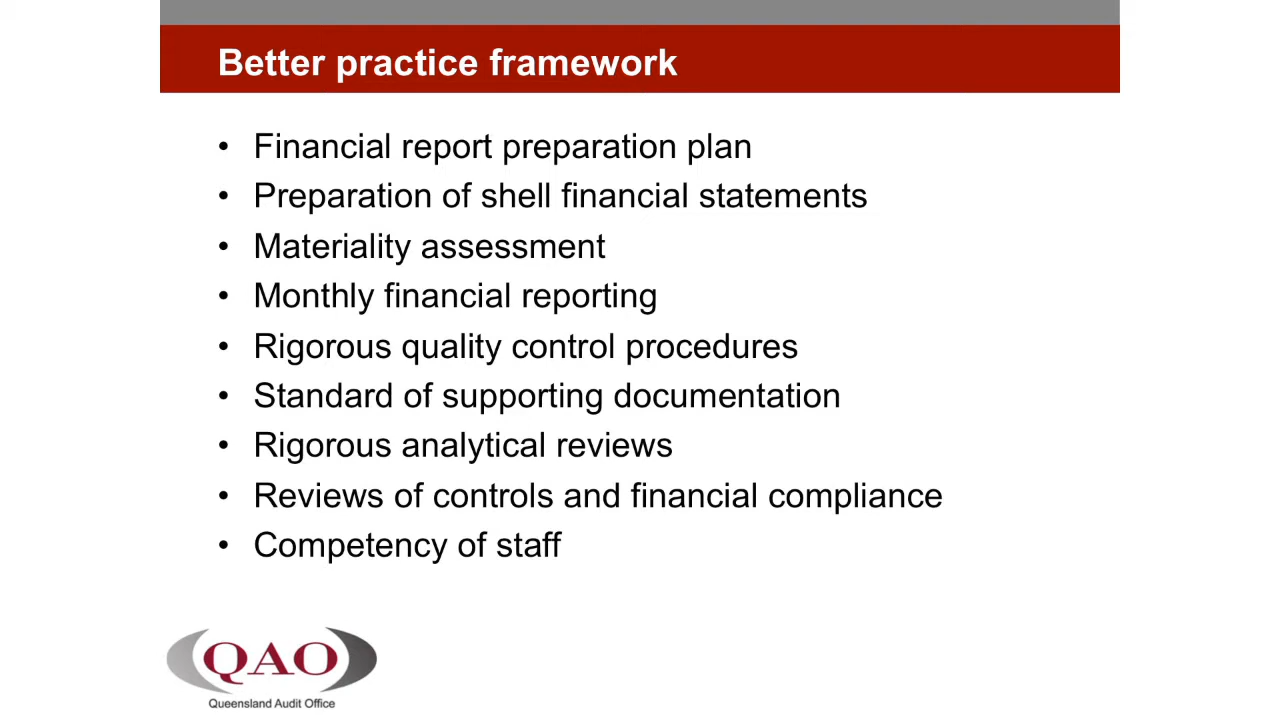 Better practice framework
• Financial report preparation plan
• Preparation of shell financial statements
• Materiality assessment
• Monthly financial reporting
• Rigorous quality control procedures
• Standard of supporting documentation
• Rigorous analytical reviews
• Reviews of controls and financial compliance
• Competency of staff
QAO
Queensland Audit Office